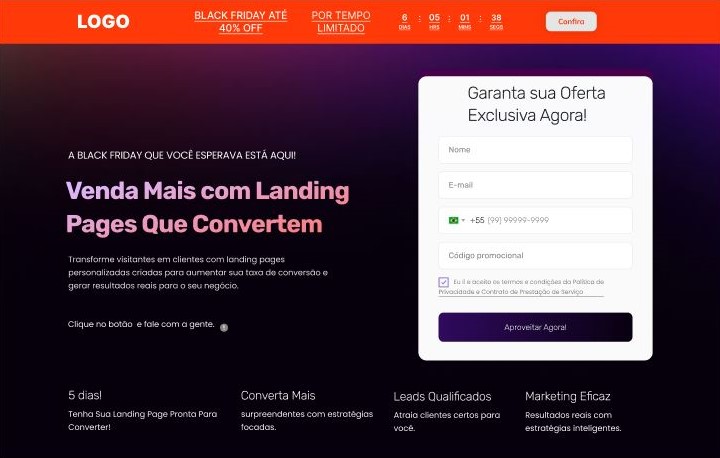 LOGO
BLACK FRIDAY ATÉ
40% OFF
POR TEMPO
LIMITADO
6 : 05 : 01 : 38
DIAS HRS MINS SEGS
Confira
Garanta sua Oferta
Exclusiva Agora!
Nome
E-mail
+55 (99) 99999-9999
Código promocional
Eu li e aceito os termos e condições da Política de
Privacidade e Contrato de Prestação de Serviço
Aproveitar Agora!
A BLACK FRIDAY QUE VOCÊ ESPERAVA ESTÁ AQUI!
Venda Mais com Landing
Pages Que Convertem
Transforme visitantes em clientes com landing pages
personalizadas criadas para aumentar sua taxa de conversão e
gerar resultados reais para o seu negócio.
Clique no botão e fale com a gente.
5 dias!
Tenha Sua Landing Page Pronta Para
Converter!
Converta Mais
surpreendentes com estratégias
focadas.
Leads Qualificados
Atraia clientes certos para
você.
Marketing Eficaz
Resultados reais com
estratégias inteligentes.